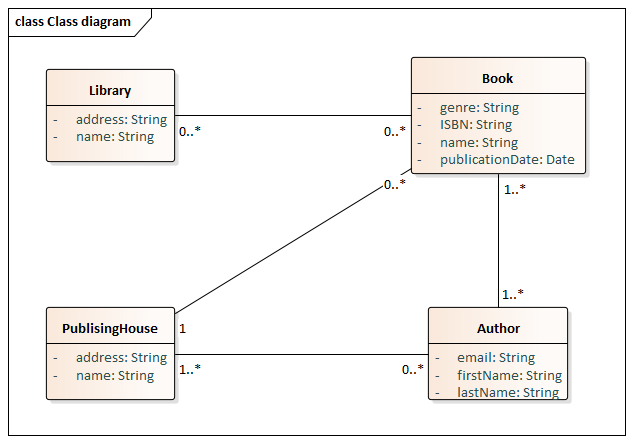 class Class diagram
Library
- address: String
- name: String
0..*
0..*
Book
- genre: String
- ISBN: String
- name: String
- publicationDate: Date
0..*
1..*
1..*
PublisingHouse
- address: String
- name: String
1
1..*
0..*
Author
- email: String
- firstName: String
- lastName: String